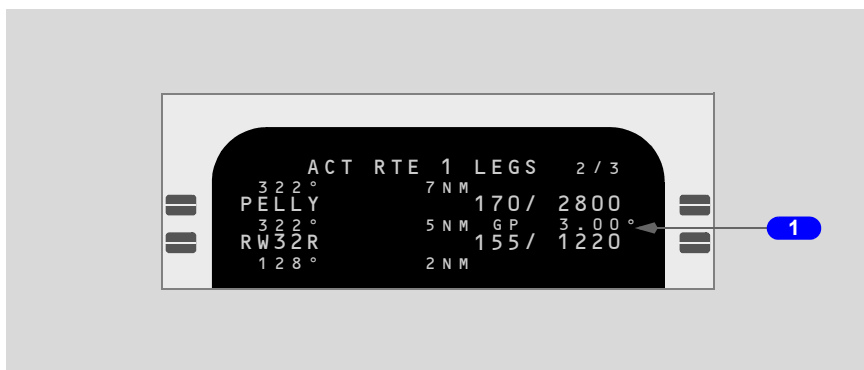 ACT RTE 1 LEGS 2/3
322° 7NM
PELLY 170/ 2800
322° 5NM GP 3.00°
RW32R 155/ 1220
128° 2NM
1